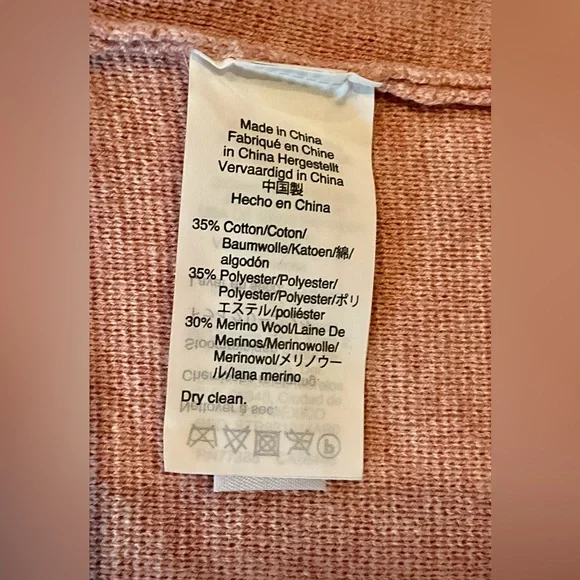 Made in China
Fabriqué en Chine
in China Hergestellt
Vervaardigd in China
中国製
Hecho en China
35% Cotton/Coton/
Baumwolle/Katoen/綿/
algodón
35% Polyester/Polyester/
Polyester/Polyester/ポリ
エステル/poliéster
30% Merino Wool/Laine De
Merinos/Merinowolle/
Merinowol/メリノウー
ル/lana merino
Dry clean.